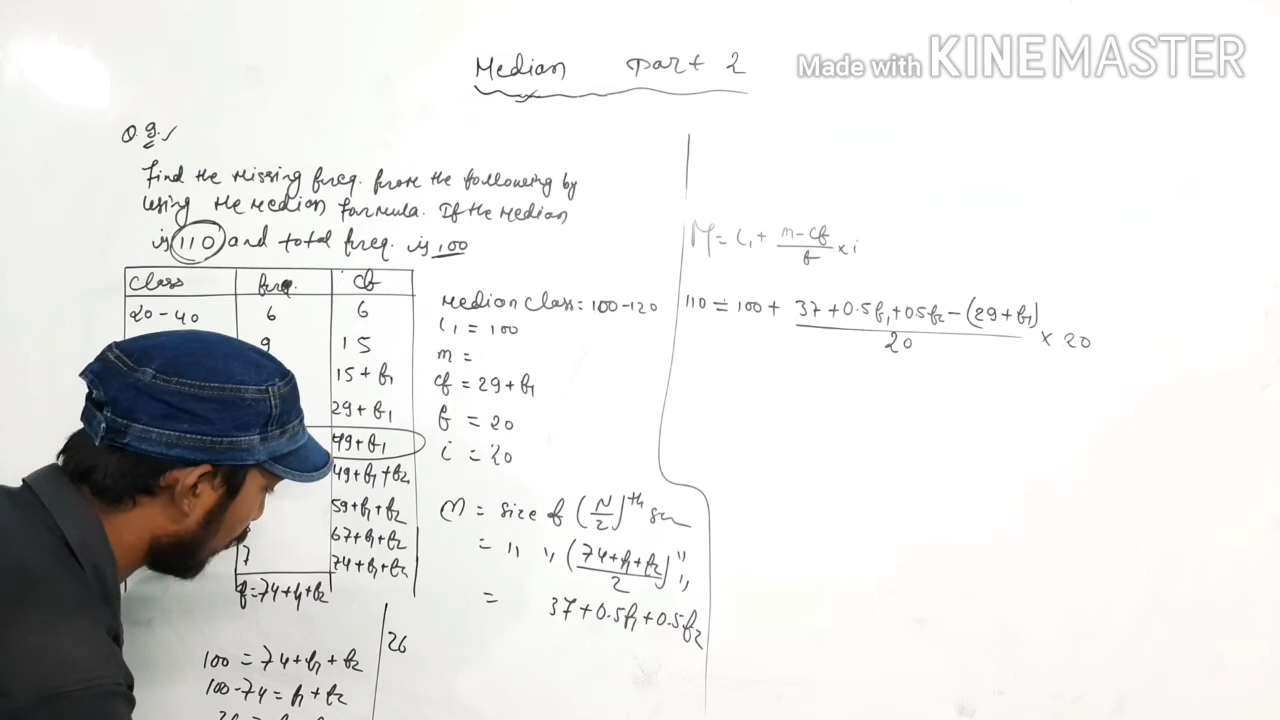 Median Part 2
Made with KINEMASTER
Q.9.
Find the Missing freq. from the following by
using the Median formula. If the Median
is 110 and total freq. is 100
Class freq. cf
20-40 6 6
9 15
15+f1
29+f1
49+f1
49+f1+f2
59+f1+f2
67+f1+f2
7 74+f1+f2
f=74+f1+f2
100=74+f1+f2
100-74=f1+f2
26
Median Class=100-120
l1=100
m=
cf=29+f1
f=20
i=20
M = size of (N/2)th
= ,, ,, (74+f1+f2/2) ,, ,,
= 37+0.5f1+0.5f2
M=L1+ m-cf/f ×i
110=100+ 37+0.5f1+05f2-(29+f1)/20 × 20